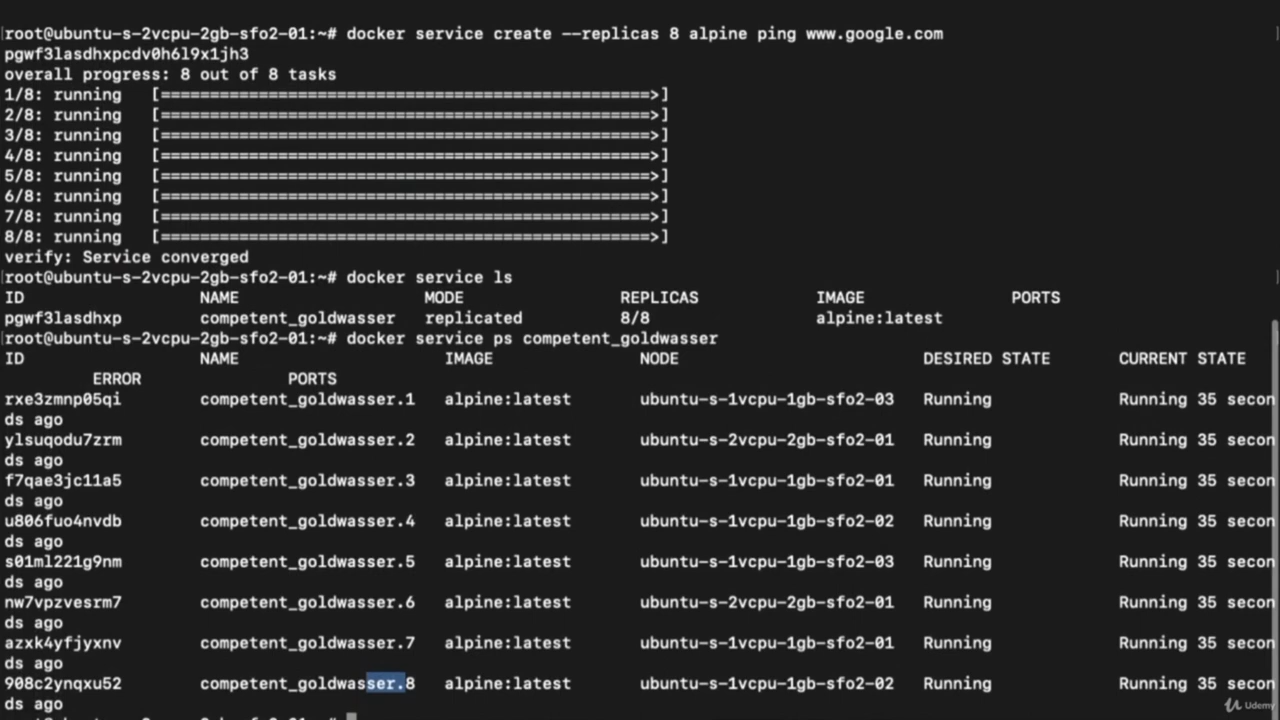 root@ubuntu-s-2vcpu-2gb-sfo2-01:~# docker service create --replicas 8 alpine ping www.google.com
pgwf3lasdhxpcdv0h6l9x1jh3
overall progress: 8 out of 8 tasks
1/8: running   [==================================================>]
2/8: running   [==================================================>]
3/8: running   [==================================================>]
4/8: running   [==================================================>]
5/8: running   [==================================================>]
6/8: running   [==================================================>]
7/8: running   [==================================================>]
8/8: running   [==================================================>]
verify: Service converged
root@ubuntu-s-2vcpu-2gb-sfo2-01:~# docker service ls
ID                  NAME                   MODE                REPLICAS            IMAGE               PORTS
pgwf3lasdhxp        competent_goldwasser   replicated          8/8                 alpine:latest
root@ubuntu-s-2vcpu-2gb-sfo2-01:~# docker service ps competent_goldwasser
ID                  NAME                     IMAGE               NODE                         DESIRED STATE       CURRENT STATE
         ERROR               PORTS
rxe3zmnp05qi        competent_goldwasser.1   alpine:latest       ubuntu-s-1vcpu-1gb-sfo2-03   Running             Running 35 secon
ds ago
ylsuqodu7zrm        competent_goldwasser.2   alpine:latest       ubuntu-s-2vcpu-2gb-sfo2-01   Running             Running 35 secon
ds ago
f7qae3jc11a5        competent_goldwasser.3   alpine:latest       ubuntu-s-1vcpu-1gb-sfo2-01   Running             Running 35 secon
ds ago
u806fuo4nvdb        competent_goldwasser.4   alpine:latest       ubuntu-s-1vcpu-1gb-sfo2-02   Running             Running 35 secon
ds ago
s01ml221g9nm        competent_goldwasser.5   alpine:latest       ubuntu-s-1vcpu-1gb-sfo2-03   Running             Running 35 secon
ds ago
nw7vpzvesrm7        competent_goldwasser.6   alpine:latest       ubuntu-s-2vcpu-2gb-sfo2-01   Running             Running 35 secon
ds ago
azxk4yfjyxnv        competent_goldwasser.7   alpine:latest       ubuntu-s-1vcpu-1gb-sfo2-01   Running             Running 35 secon
ds ago
908c2ynqxu52        competent_goldwasser.8   alpine:latest       ubuntu-s-1vcpu-1gb-sfo2-02   Running             Running 35 secon
ds ago
Udemy